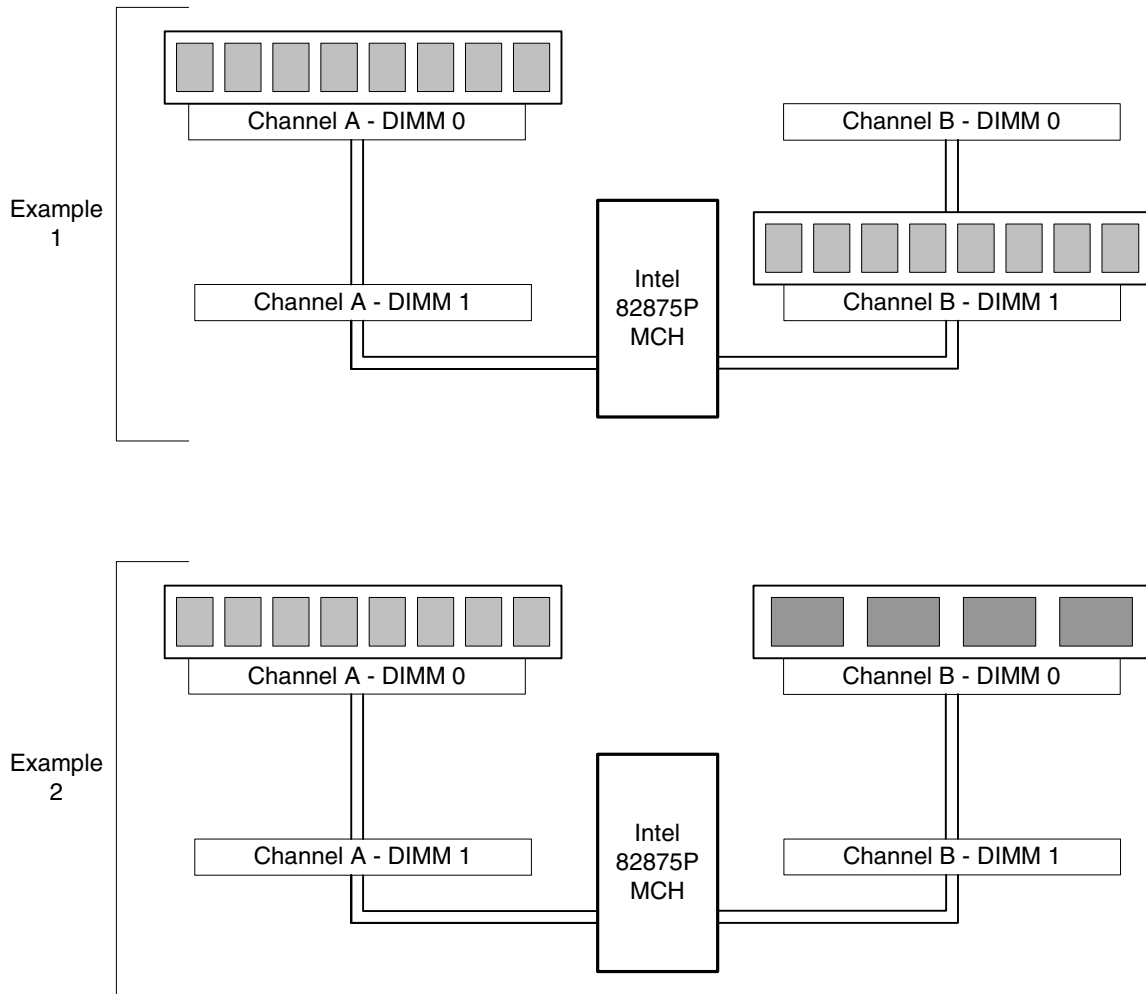 Channel A - DIMM 0
Channel B - DIMM 0
Example
1
Intel
82875P
MCH
Channel A - DIMM 1
Channel B - DIMM 1
Channel A - DIMM 0
Channel B - DIMM 0
Example
2
Intel
82875P
MCH
Channel A - DIMM 1
Channel B - DIMM 1